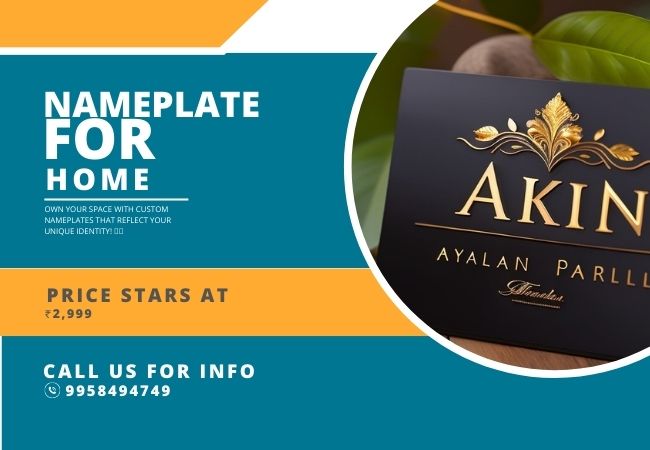 NAMEPLATE
FOR
HOME
OWN YOUR SPACE WITH CUSTOM
NAMEPLATES THAT REFLECT YOUR
UNIQUE IDENTITY!
PRICE STARS AT
₹2,999
CALL US FOR INFO
9958494749
AKIN
AYALAN PARLLL